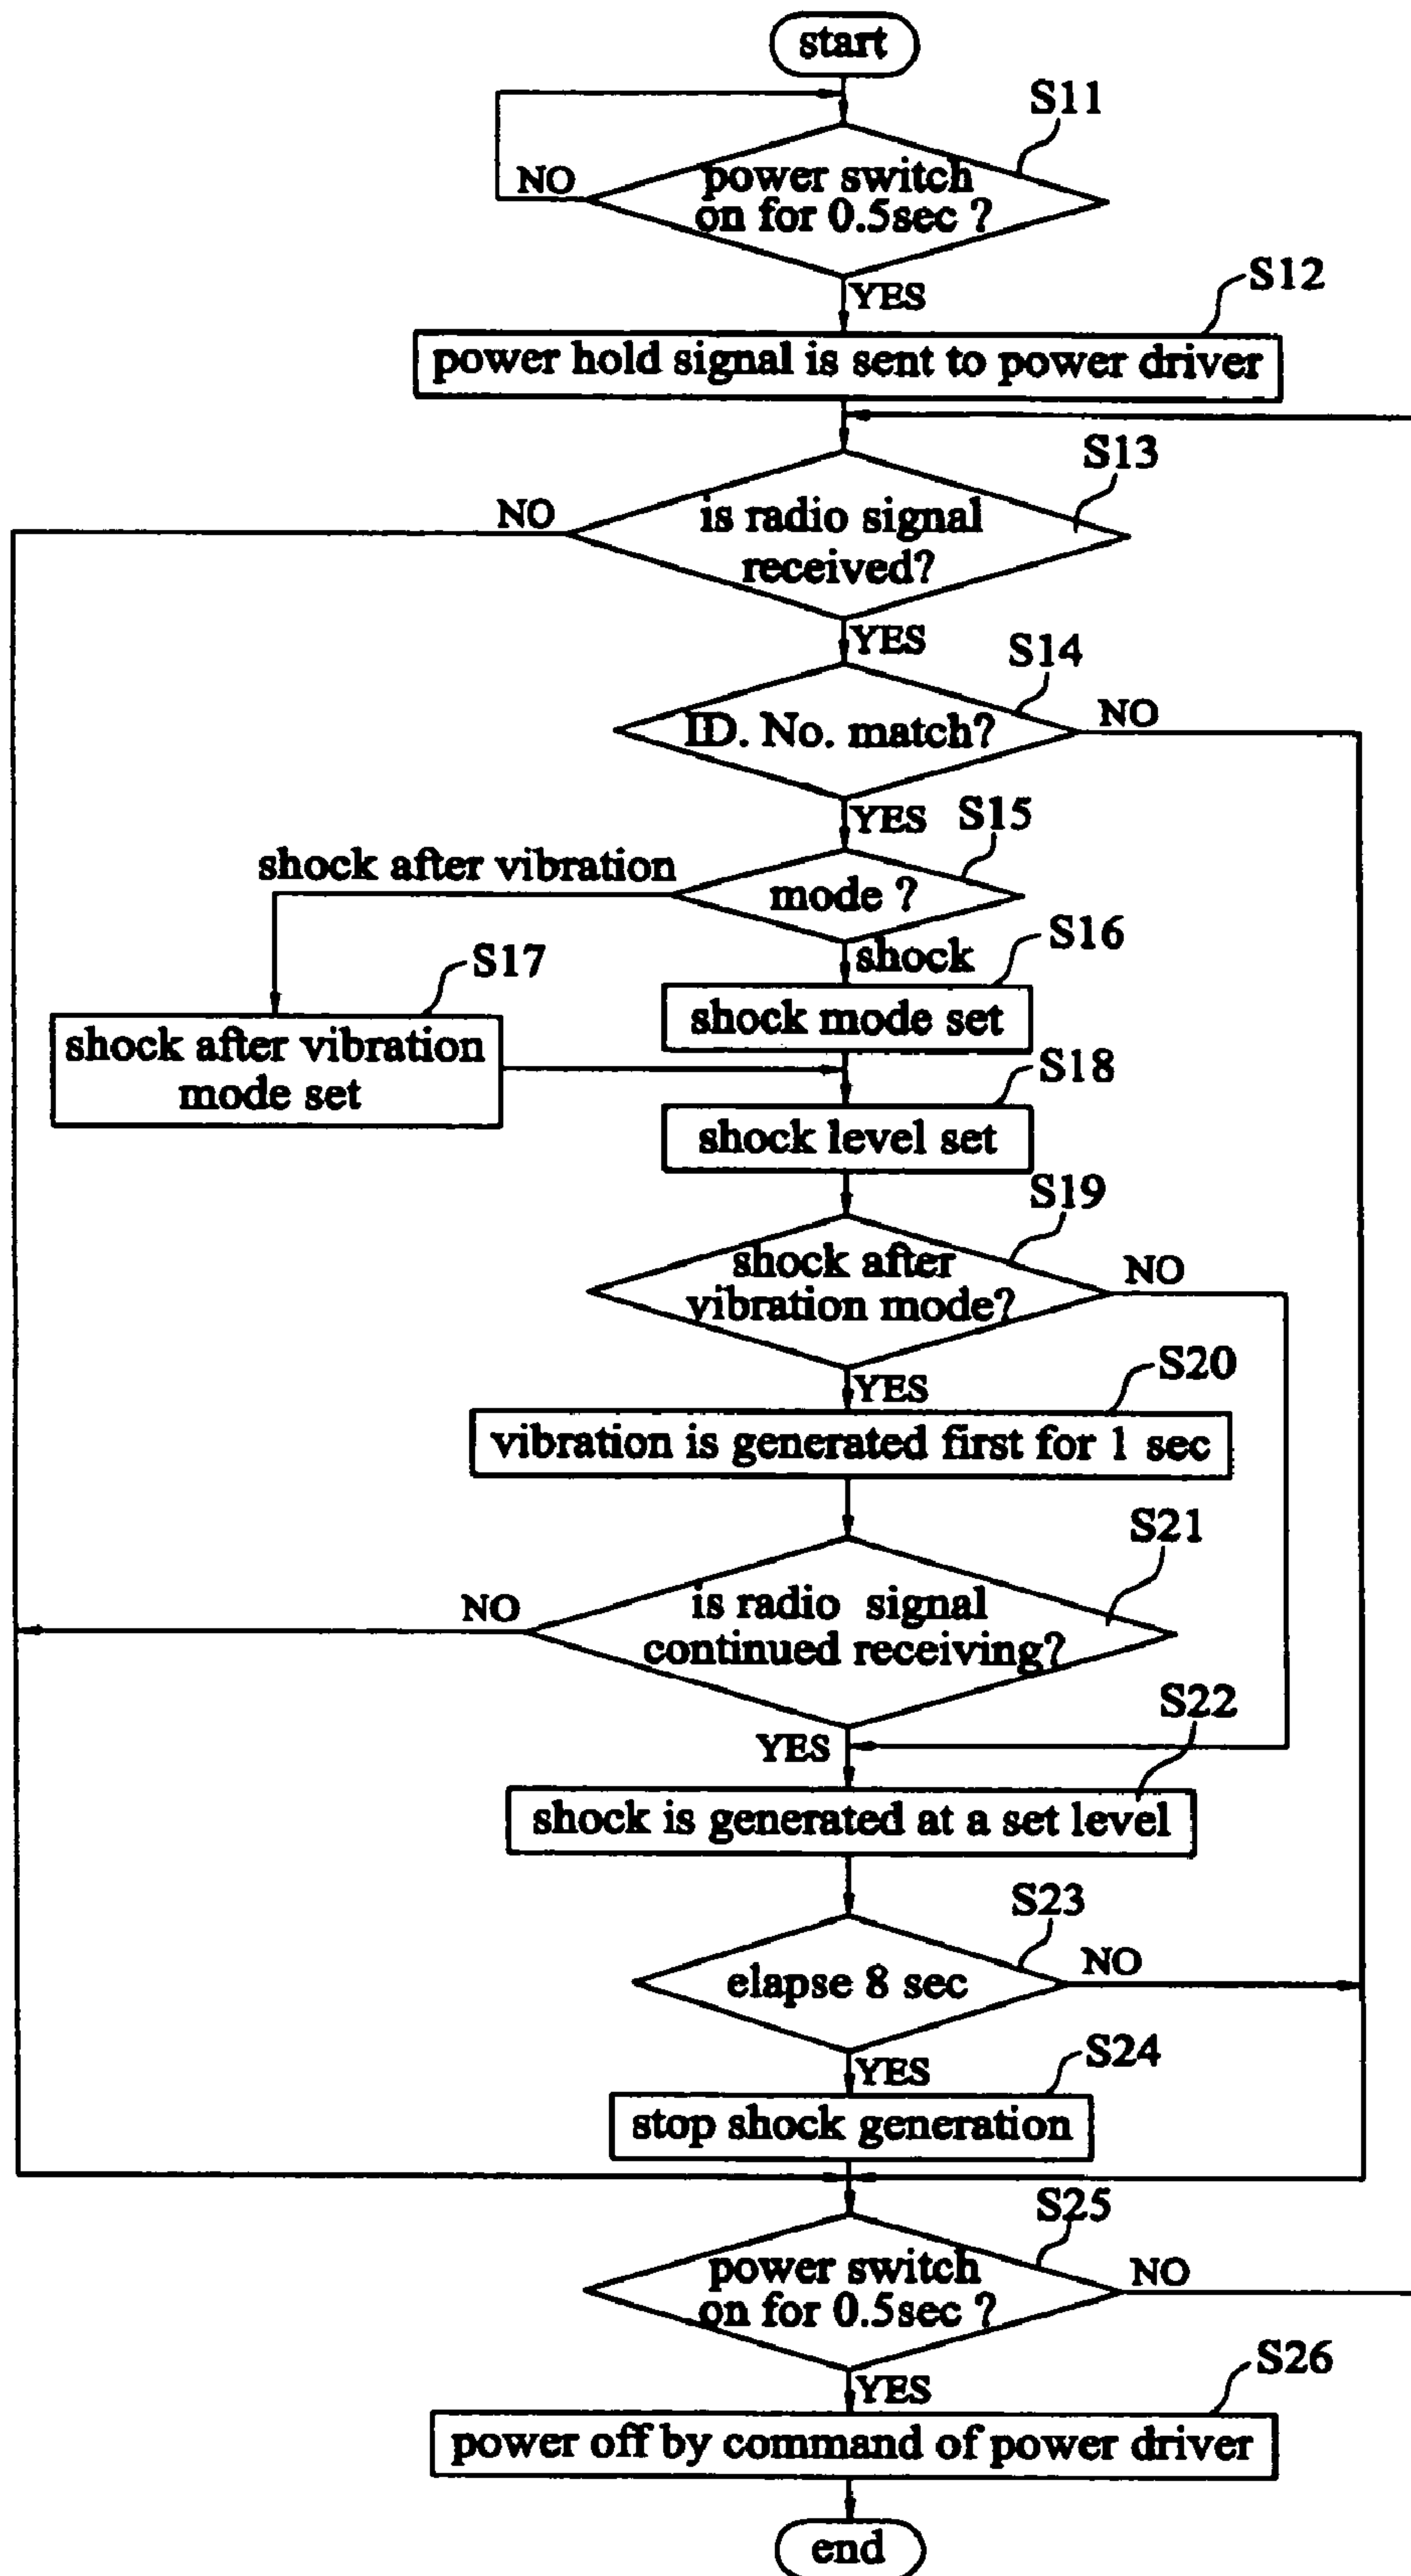 start
S11
NO
power switch
on for 0.5sec ?
YES
S12
power hold signal is sent to power driver
S13
NO
is radio signal
received?
YES
S14
ID. No. match?
NO
YES
S15
shock after vibration
mode ?
shock
S16
S17
shock mode set
shock after vibration
mode set
S18
shock level set
S19
shock after
vibration mode?
NO
YES
S20
vibration is generated first for 1 sec
S21
NO
is radio signal
continued receiving?
S22
YES
shock is generated at a set level
S23
elapse 8 sec
NO
YES
S24
stop shock generation
S25
power switch
on for 0.5sec ?
NO
YES
S26
power off by command of power driver
end